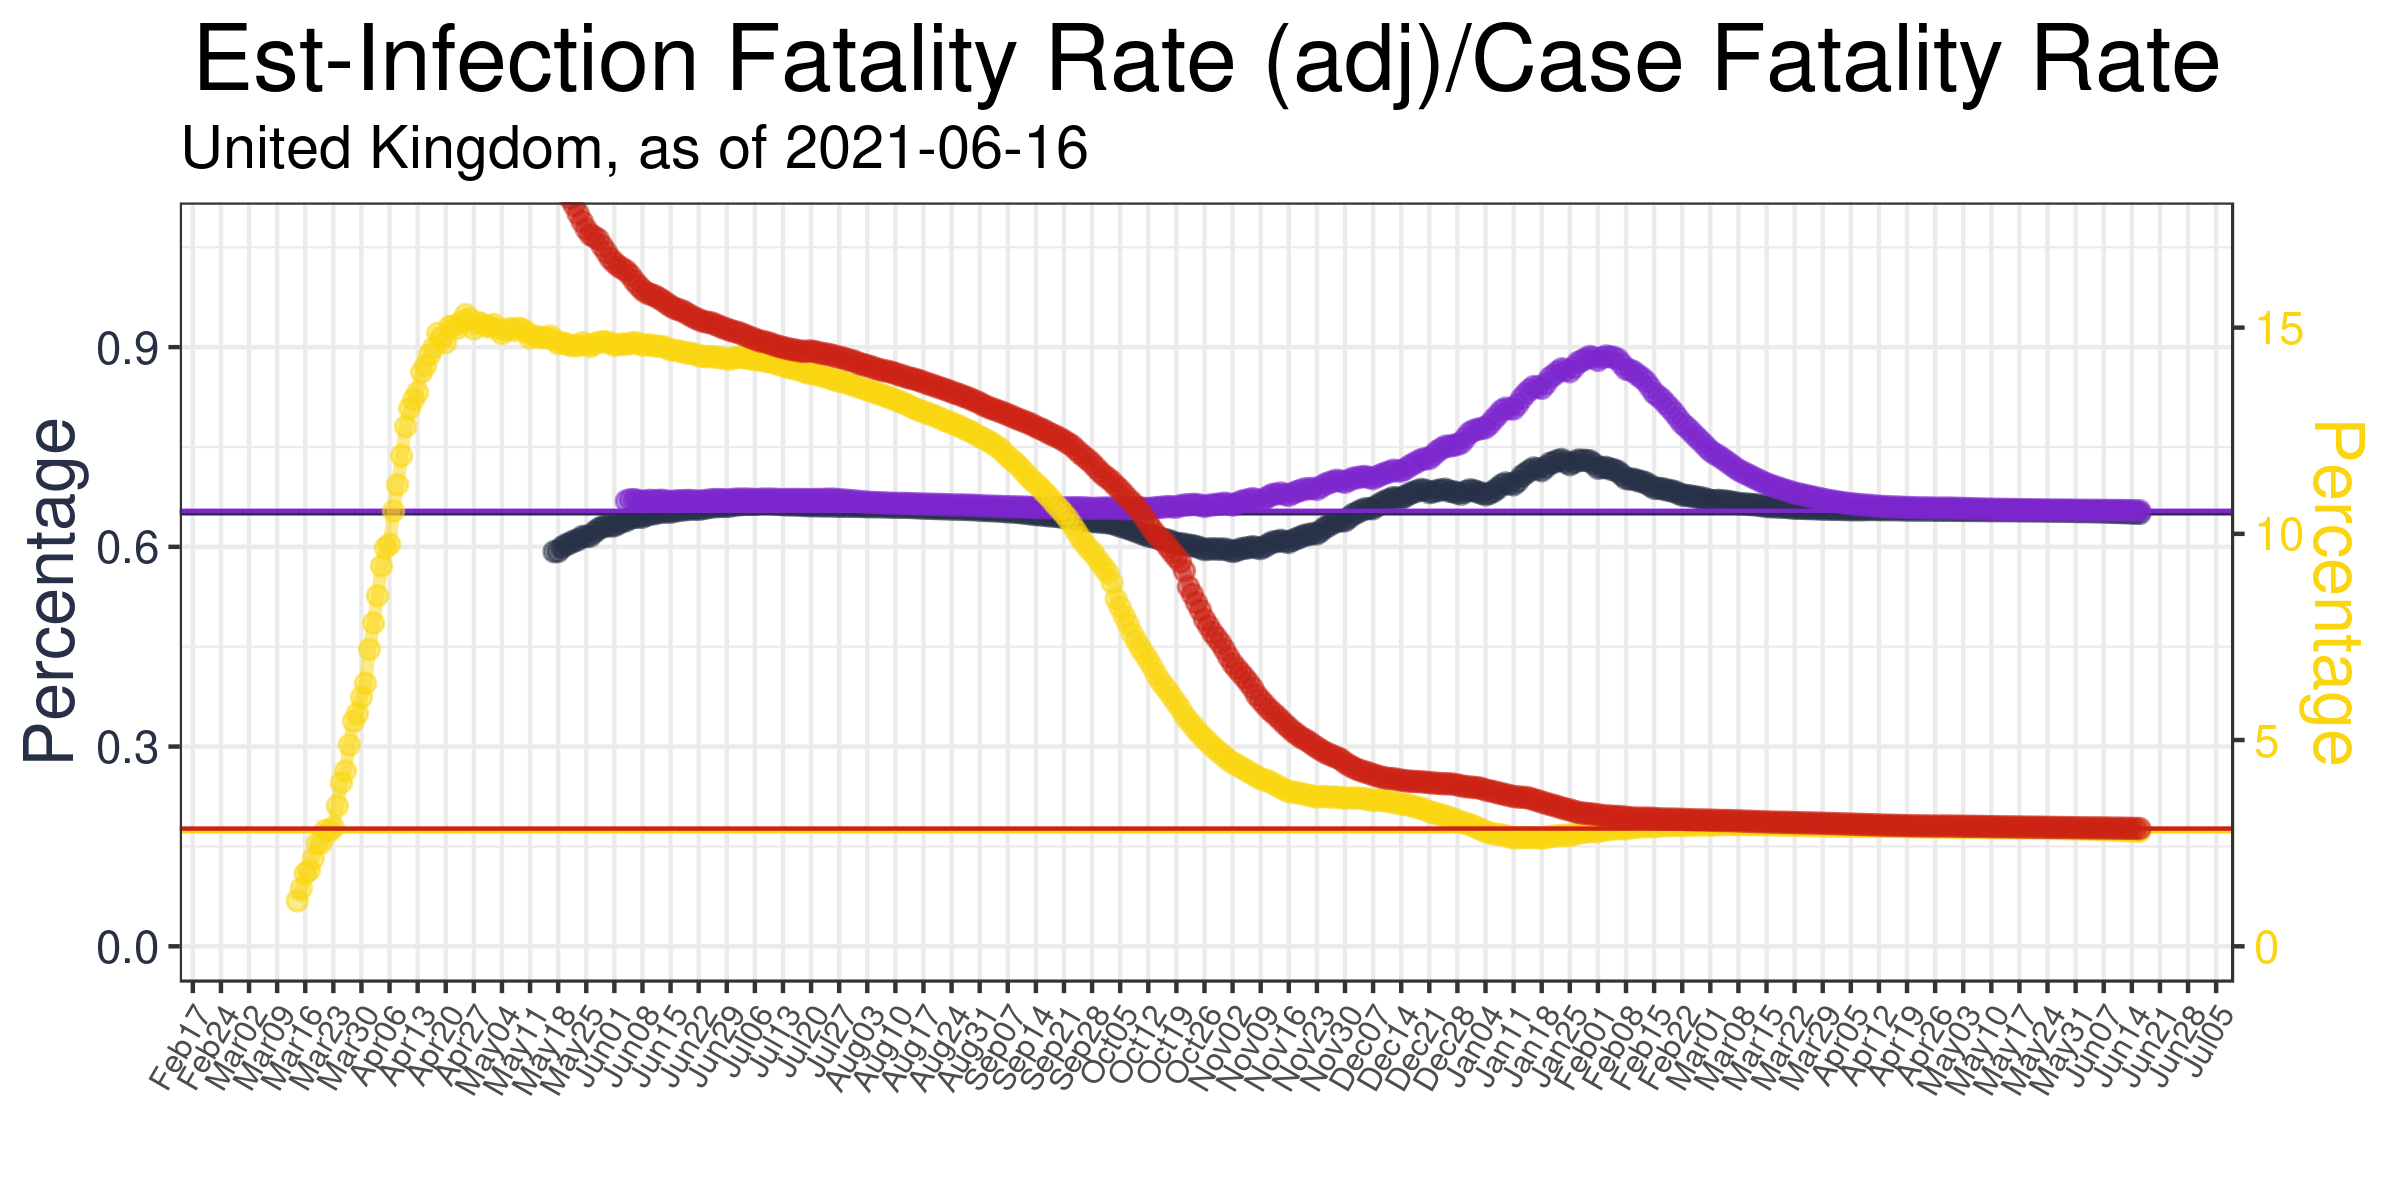 Est-Infection Fatality Rate (adj)/Case Fatality Rate
United Kingdom, as of 2021-06-16
Percentage
0.9
0.6
0.3
0.0
15
10
5
0
Percentage
Feb17
Feb24
Mar02
Mar09
Mar16
Mar23
Mar30
Apr06
Apr13
Apr20
Apr27
May04
May11
May18
May25
Jun01
Jun08
Jun15
Jun22
Jun29
Jul06
Jul13
Jul20
Jul27
Aug03
Aug10
Aug17
Aug24
Aug31
Sep07
Sep14
Sep21
Sep28
Oct05
Oct12
Oct19
Oct26
Nov02
Nov09
Nov16
Nov23
Nov30
Dec07
Dec14
Dec21
Dec28
Jan04
Jan11
Jan18
Jan25
Feb01
Feb08
Feb15
Feb22
Mar01
Mar08
Mar15
Mar22
Mar29
Apr05
Apr12
Apr19
Apr26
May03
May10
May17
May24
May31
Jun07
Jun14
Jun21
Jun28
Jul05